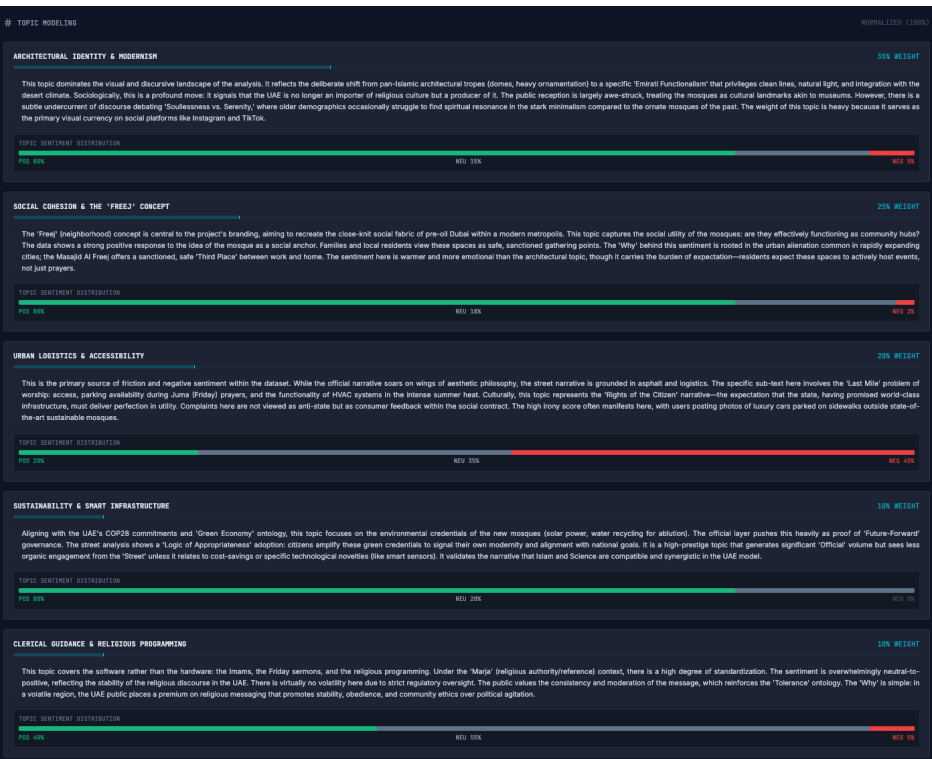 # TOPIC MODELING
NORMALIZED (100%)
ARCHITECTURAL IDENTITY & MODERNISM
35% WEIGHT
This topic dominates the visual and discursive landscape of the analysis. It reflects the deliberate shift from pan-Islamic architectural tropes (domes, heavy ornamentation) to a specific 'Emirati Functionalism' that privileges clean lines, natural light, and integration with the
desert climate. Sociologically, this is a profound move: it signals that the UAE is no longer an importer of religious culture but a producer of it. The public reception is largely awe-struck, treating the mosques as cultural landmarks akin to museums. However, there is a
subtle undercurrent of discourse debating 'Soullessness vs. Serenity,' where older demographics occasionally struggle to find spiritual resonance in the stark minimalism compared to the ornate mosques of the past. The weight of this topic is heavy because it serves as
the primary visual currency on social platforms like Instagram and TikTok.
TOPIC SENTIMENT DISTRIBUTION
POS 80%
NEU 15%
NEG 5%
SOCIAL COHESION & THE 'FREEJ' CONCEPT
25% WEIGHT
The 'Freej' (neighborhood) concept is central to the project's branding, aiming to recreate the close-knit social fabric of pre-oil Dubai within a modern metropolis. This topic captures the social utility of the mosques: are they effectively functioning as community hubs?
The data shows a strong positive response to the idea of the mosque as a social anchor. Families and local residents view these spaces as safe, sanctioned gathering points. The 'Why' behind this sentiment is rooted in the urban alienation common in rapidly expanding
cities; the Masajid Al Freej offers a sanctioned, safe 'Third Place' between work and home. The sentiment here is warmer and more emotional than the architectural topic, though it carries the burden of expectation—residents expect these spaces to actively host events,
not just prayers.
TOPIC SENTIMENT DISTRIBUTION
POS 80%
NEU 18%
NEG 2%
URBAN LOGISTICS & ACCESSIBILITY
20% WEIGHT
This is the primary source of friction and negative sentiment within the dataset. While the official narrative soars on wings of aesthetic philosophy, the street narrative is grounded in asphalt and logistics. The specific sub-text here involves the 'Last Mile' problem of
worship: access, parking availability during Juma (Friday) prayers, and the functionality of HVAC systems in the intense summer heat. Culturally, this topic represents the 'Rights of the Citizen' narrative—the expectation that the state, having promised world-class
infrastructure, must deliver perfection in utility. Complaints here are not viewed as anti-state but as consumer feedback within the social contract. The high irony score often manifests here, with users posting photos of luxury cars parked on sidewalks outside state-of-
the-art sustainable mosques.
TOPIC SENTIMENT DISTRIBUTION
POS 20%
NEU 35%
NEG 45%
SUSTAINABILITY & SMART INFRASTRUCTURE
10% WEIGHT
Aligning with the UAE's COP28 commitments and 'Green Economy' ontology, this topic focuses on the environmental credentials of the new mosques (solar power, water recycling for ablution). The official layer pushes this heavily as proof of 'Future-Forward'
governance. The street analysis shows a 'Logic of Appropriateness' adoption: citizens amplify these green credentials to signal their own modernity and alignment with national goals. It is a high-prestige topic that generates significant 'Official' volume but sees less
organic engagement from the 'Street' unless it relates to cost-savings or specific technological novelties (like smart sensors). It validates the narrative that Islam and Science are compatible and synergistic in the UAE model.
TOPIC SENTIMENT DISTRIBUTION
POS 80%
NEU 20%
NEG 0%
CLERICAL GUIDANCE & RELIGIOUS PROGRAMMING
10% WEIGHT
This topic covers the software rather than the hardware: the Imams, the Friday sermons, and the religious programming. Under the 'Marja' (religious authority/reference) context, there is a high degree of standardization. The sentiment is overwhelmingly neutral-to-
positive, reflecting the stability of the religious discourse in the UAE. There is virtually no volatility here due to strict regulatory oversight. The public values the consistency and moderation of the message, which reinforces the 'Tolerance' ontology. The 'Why' is simple: in
a volatile region, the UAE public places a premium on religious messaging that promotes stability, obedience, and community ethics over political agitation.
TOPIC SENTIMENT DISTRIBUTION
POS 40%
NEU 55%
NEG 5%